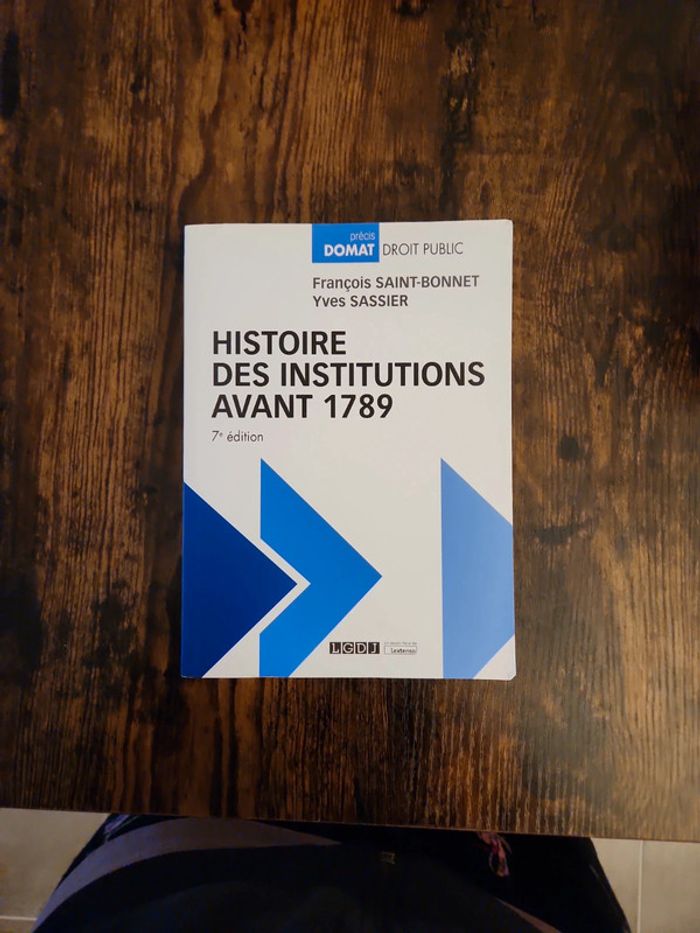 précis
DOMAT DROIT PUBLIC
François SAINT-BONNET
Yves SASSIER
HISTOIRE
DES INSTITUTIONS
AVANT 1789
7e édition
LGDJ
Lextenso